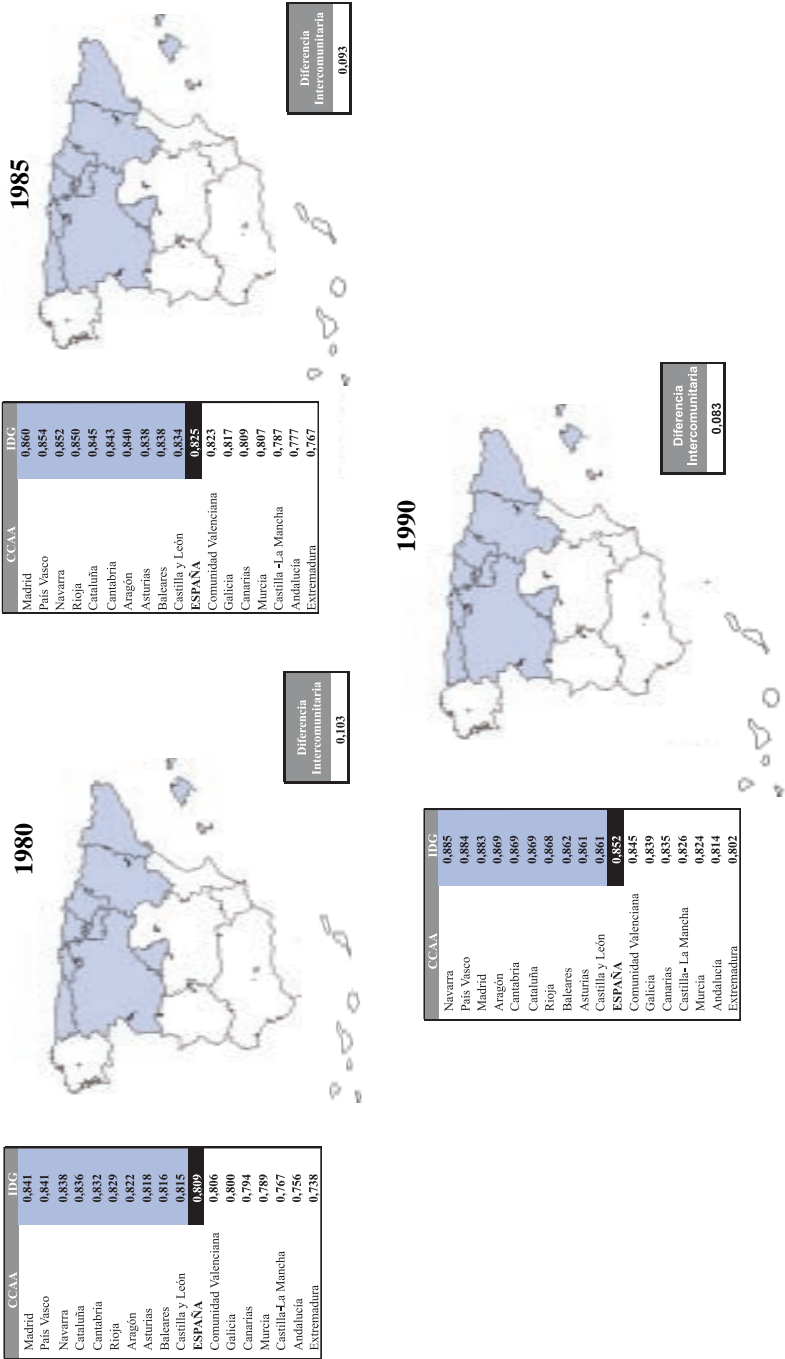 1980
CCAA IDG
Madrid 0,841
País Vasco 0,841
Navarra 0,838
Cataluña 0,836
Cantabria 0,832
Rioja 0,829
Aragón 0,822
Asturias 0,818
Baleares 0,816
Castilla y León 0,815
ESPAÑA 0,809
Comunidad Valenciana 0,806
Galicia 0,800
Canarias 0,794
Murcia 0,789
Castilla-La Mancha 0,767
Andalucía 0,756
Extremadura 0,738
Diferencia
Intercomunitaria
0,103
1985
CCAA IDG
Madrid 0,860
País Vasco 0,854
Navarra 0,852
Rioja 0,850
Cataluña 0,845
Cantabria 0,843
Aragón 0,840
Asturias 0,838
Baleares 0,838
Castilla y León 0,834
ESPAÑA 0,825
Comunidad Valenciana 0,823
Galicia 0,817
Canarias 0,809
Murcia 0,807
Castilla -La Mancha 0,787
Andalucía 0,777
Extremadura 0,767
Diferencia
Intercomunitaria
0,093
1990
CCAA IDG
Navarra 0,885
País Vasco 0,884
Madrid 0,883
Aragón 0,869
Cantabria 0,869
Cataluña 0,869
Rioja 0,868
Baleares 0,862
Asturias 0,861
Castilla y León 0,861
ESPAÑA 0,852
Comunidad Valenciana 0,845
Galicia 0,839
Canarias 0,835
Castilla- La Mancha 0,826
Murcia 0,824
Andalucía 0,814
Extremadura 0,802
Diferencia
Intercomunitaria
0,083